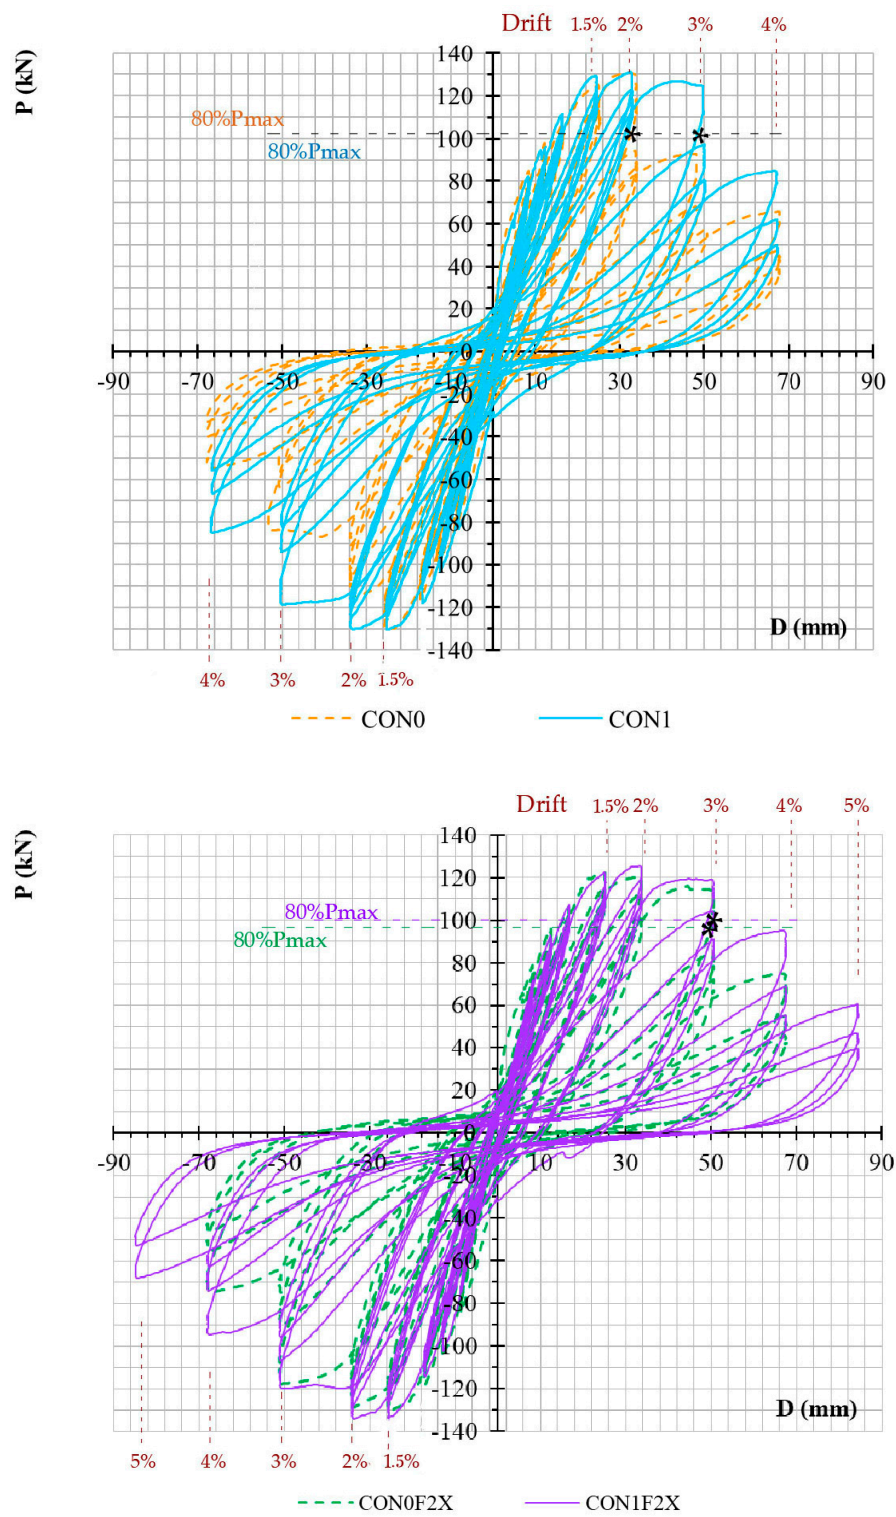 Drift 1.5% 2% 3% 4%
P (kN)
140
120
80%Pmax
100
80%Pmax
80
60
40
20
0
-90 -70 -50 -30 -10 10 30 50 70 90
-20
-40
-60
-80
-100
-120
D (mm)
-140
4% 3% 2% 1.5%
CON0 CON1
Drift 1.5% 2% 3% 4% 5%
P (kN)
140
120
80%Pmax
100
80%Pmax
80
60
40
20
0
-90 -70 -50 -30 -10 10 30 50 70 90
-20
-40
-60
-80
-100
-120
D (mm)
-140
5% 4% 3% 2% 1.5%
CON0F2X CON1F2X